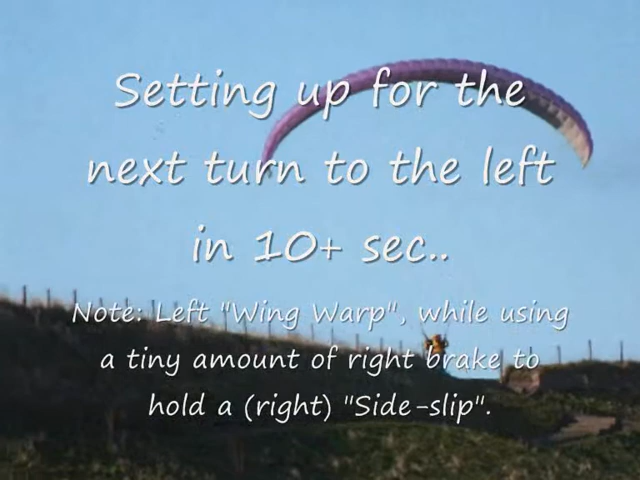 Setting up for the
next turn to the left
in 10+ sec..
Note: Left "Wing Warp", while using
a tiny amount of right brake to
hold a (right) "Side-slip".